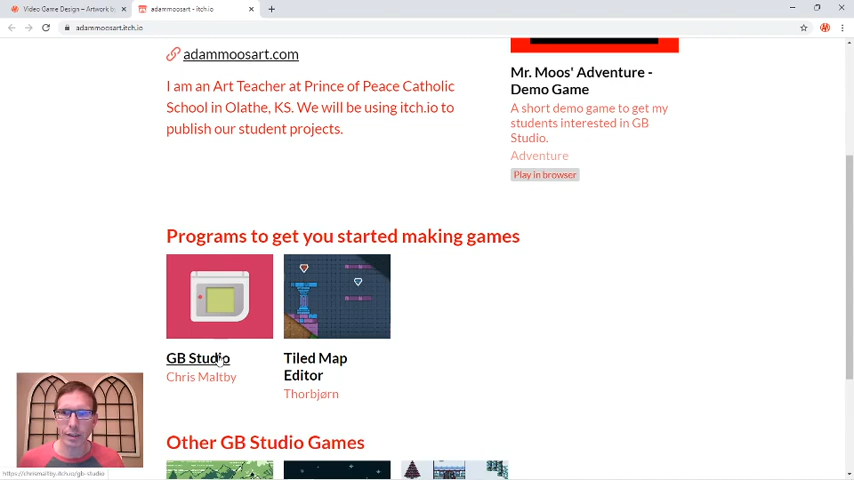 Video Game Design – Artwork b
adammoosart - itch.io
adammoosart.itch.io
adammoosart.com
I am an Art Teacher at Prince of Peace Catholic
School in Olathe, KS. We will be using itch.io to
publish our student projects.
Mr. Moos' Adventure -
Demo Game
A short demo game to get my
students interested in GB
Studio.
Adventure
Play in browser
Programs to get you started making games
GB Studio
Chris Maltby
Tiled Map
Editor
Thorbjørn
Other GB Studio Games
https://chrismaltby.itch.io/gb-studio